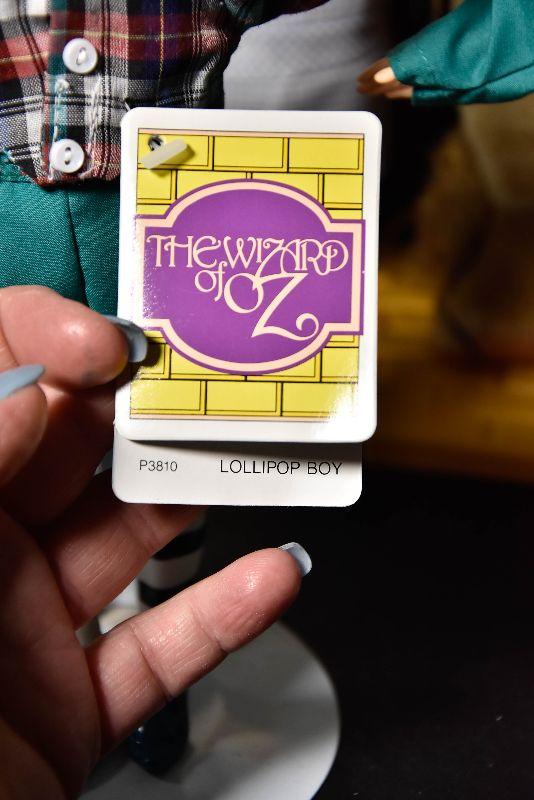 THE WIZARD
of OZ
P3810 LOLLIPOP BOY